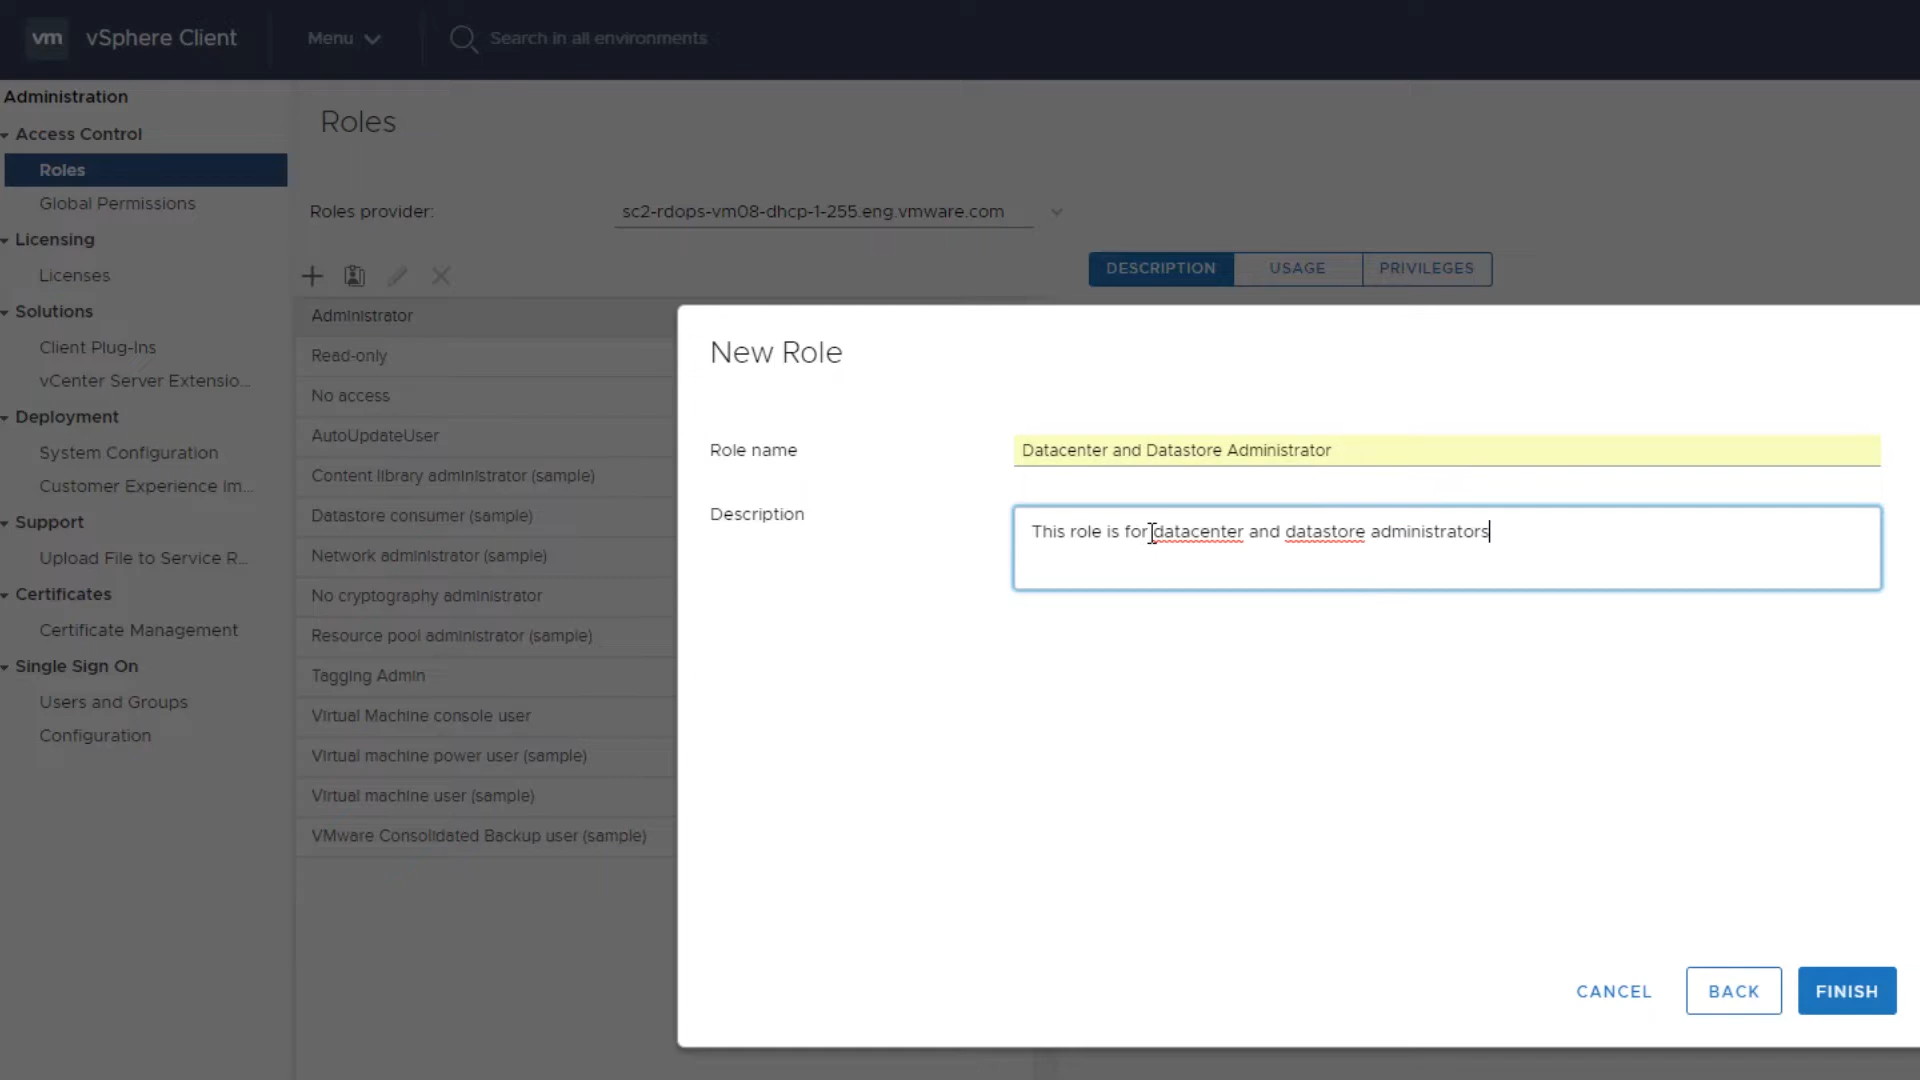 vm vSphere Client Menu Search in all environments
Administration
Access Control
Roles
Global Permissions
Licensing
Licenses
Solutions
Client Plug-Ins
vCenter Server Extensio...
Deployment
System Configuration
Customer Experience Im...
Support
Upload File to Service R...
Certificates
Certificate Management
Single Sign On
Users and Groups
Configuration
Roles
Roles provider: sc2-rdops-vm08-dhcp-1-255.eng.vmware.com
DESCRIPTION USAGE PRIVILEGES
Administrator
Read-only
No access
AutoUpdateUser
Content library administrator (sample)
Datastore consumer (sample)
Network administrator (sample)
No cryptography administrator
Resource pool administrator (sample)
Tagging Admin
Virtual Machine console user
Virtual machine power user (sample)
Virtual machine user (sample)
VMware Consolidated Backup user (sample)
New Role
Role name Datacenter and Datastore Administrator
Description This role is for datacenter and datastore administrators
CANCEL BACK FINISH